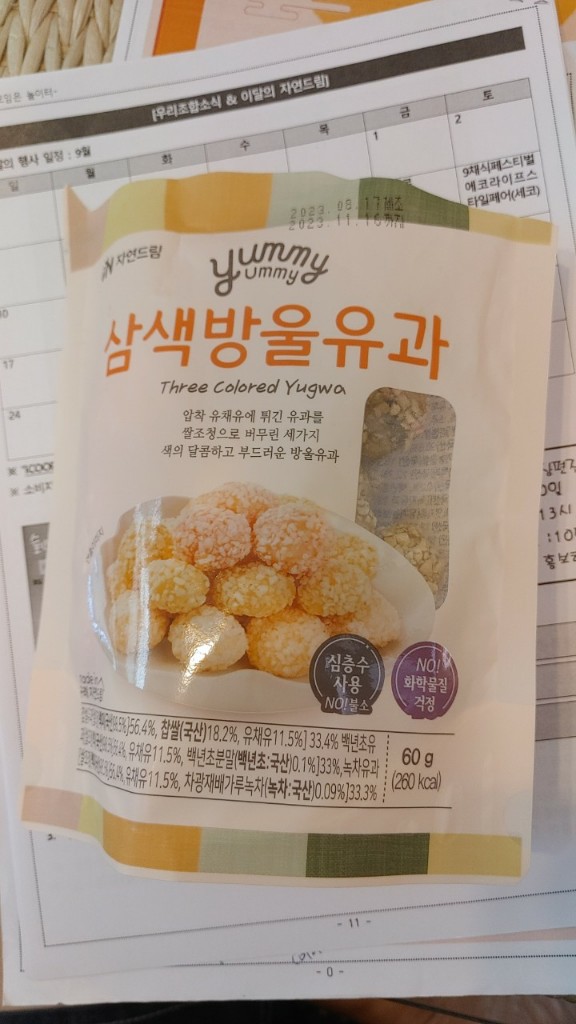 [우리조합소식 & 이달의 자연드림]
행사 일정 : 9월
일 월 화 수 목 금 토
1 2
9채식페스티벌
에코라이프스
타일페어(세코)
17
24
13시
2023. 08. 17 제조
2023. 11. 16 까지
자연드림
yummy
yummy
삼색방울유과
Three Colored Yugwa
압착 유채유에 튀긴 유과를
쌀조청으로 버무린 세가지
색의 달콤하고 부드러운 방울유과
심층수
사용
NO!불소
NO!
화학물질
걱정
56.4%, 찹쌀(국산)18.2%, 유채유11.5%] 33.4% 백년초유
유채유11.5%, 백년초분말(백년초:국산)0.1%]33%,녹차유과
유채유11.5%, 차광재배가루녹차(녹차:국산)0.09%]33.3%
60 g
(260 kcal)
- 11 -
- 0 -